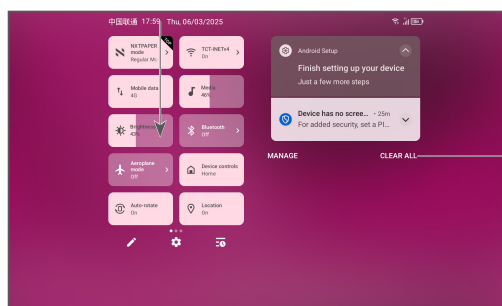 中国联通 17:59 Thu, 06/03/2025
NXTPAPER
mode
Regular Mo
TCT-INETv4
On
Mobile data
4G
Media
46%
Brightness
43%
Bluetooth
Off
Aeroplane
mode
Off
Device controls
Home
Auto-rotate
On
Location
On
Android Setup
Finish setting up your device
Just a few more steps
Device has no scree... • 25m
For added security, set a PI...
MANAGE
CLEAR ALL